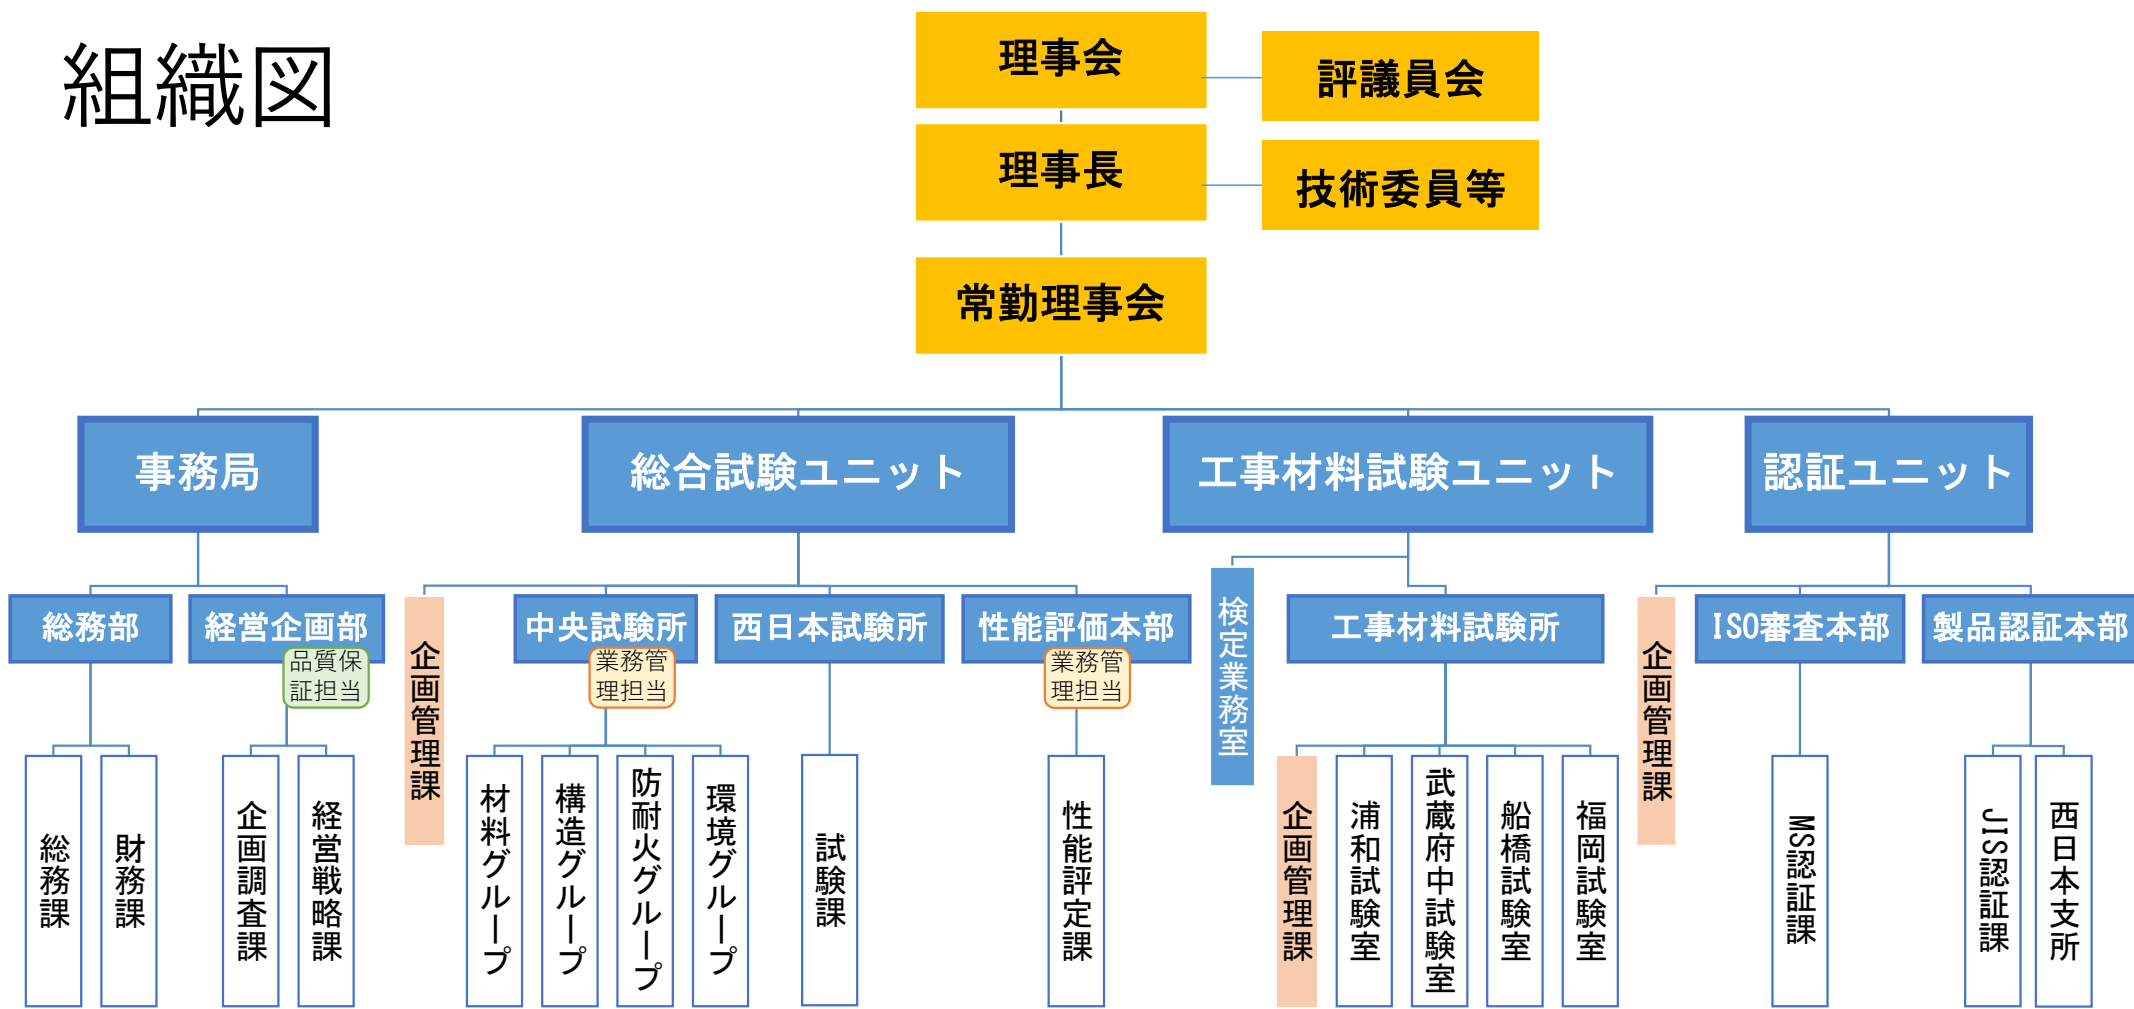 組織図
理事会
評議員会
理事長
技術委員等
常勤理事会
事務局
総合試験ユニット
工事材料試験ユニット
認証ユニット
総務部
経営企画部
品質保
証担当
企画管理課
中央試験所
業務管
理担当
西日本試験所
性能評価本部
業務管
理担当
検定業務室
工事材料試験所
企画管理課
ISO審査本部
製品認証本部
総務課
財務課
企画調査課
経営戦略課
材料グループ
構造グループ
防耐火グループ
環境グループ
試験課
性能評定課
企画管理課
浦和試験室
武蔵府中試験室
船橋試験室
福岡試験室
MS認証課
JIS認証課
西日本支所